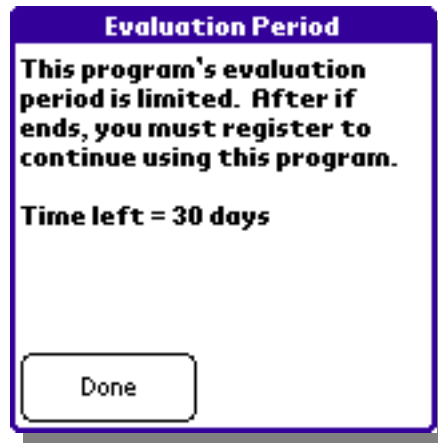 Evaluation Period
This program's evaluation
period is limited. After if
ends, you must register to
continue using this program.
Time left = 30 days
Done